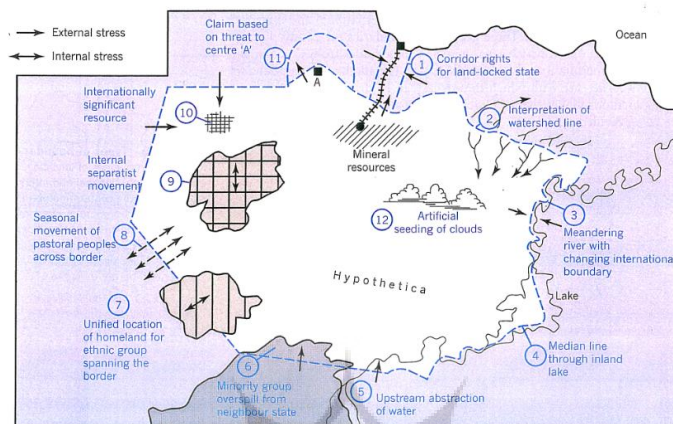 External stress
Internal stress
Claim based
on threat to
centre ‘A’
11
A
1
Corridor rights
for land-locked state
Ocean
Internationally
significant
resource
10
Mineral
resources
2
Interpretation of
watershed line
Internal
separatist
movement
9
12
Artificial
seeding of clouds
3
Meandering
river with
changing international
boundary
Seasonal
movement of
pastoral peoples
across border
8
Hypothetica
Lake
7
Unified location
of homeland for
ethnic group
spanning the
border
4
Median line
through inland
lake
6
Minority group
overspill from
neighbour state
5
Upstream abstraction
of water